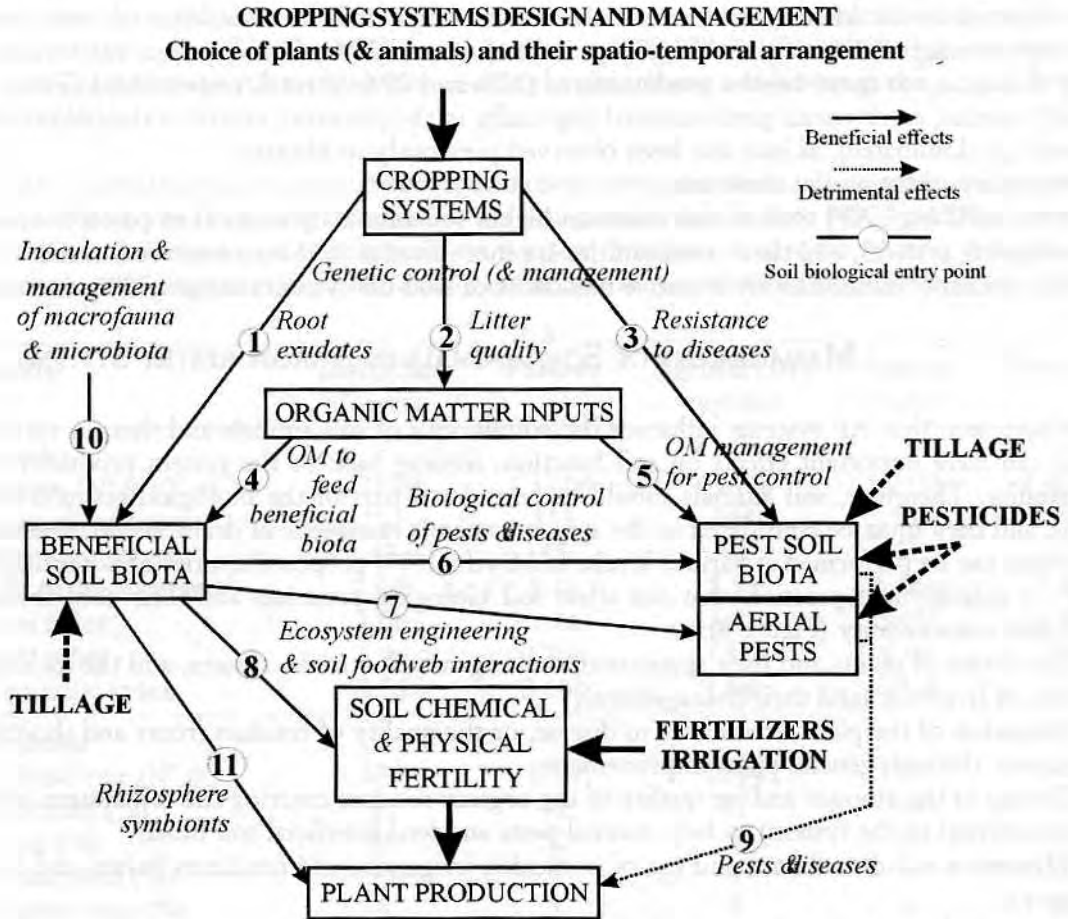 CROPPING SYSTEMS DESIGN AND MANAGEMENT
Choice of plants (& animals) and their spatio-temporal arrangement
Beneficial effects
Detrimental effects
Soil biological entry point
CROPPING
SYSTEMS
Inoculation &
management
of macrofauna
& microbiota
Genetic control (& management)
1 Root
exudates
2 Litter
quality
3 Resistance
to diseases
ORGANIC MATTER INPUTS
10
4 OM to
feed
beneficial
biota
5 OM management
for pest control
TILLAGE
PESTICIDES
Biological control
of pests & diseases
6
BENEFICIAL
SOIL BIOTA
PEST SOIL
BIOTA
AERIAL
PESTS
7
Ecosystem engineering
& soil foodweb interactions
8
TILLAGE
SOIL CHEMICAL
& PHYSICAL
FERTILITY
FERTILIZERS
IRRIGATION
11
Rhizosphere
symbionts
9
Pests & diseases
PLANT PRODUCTION